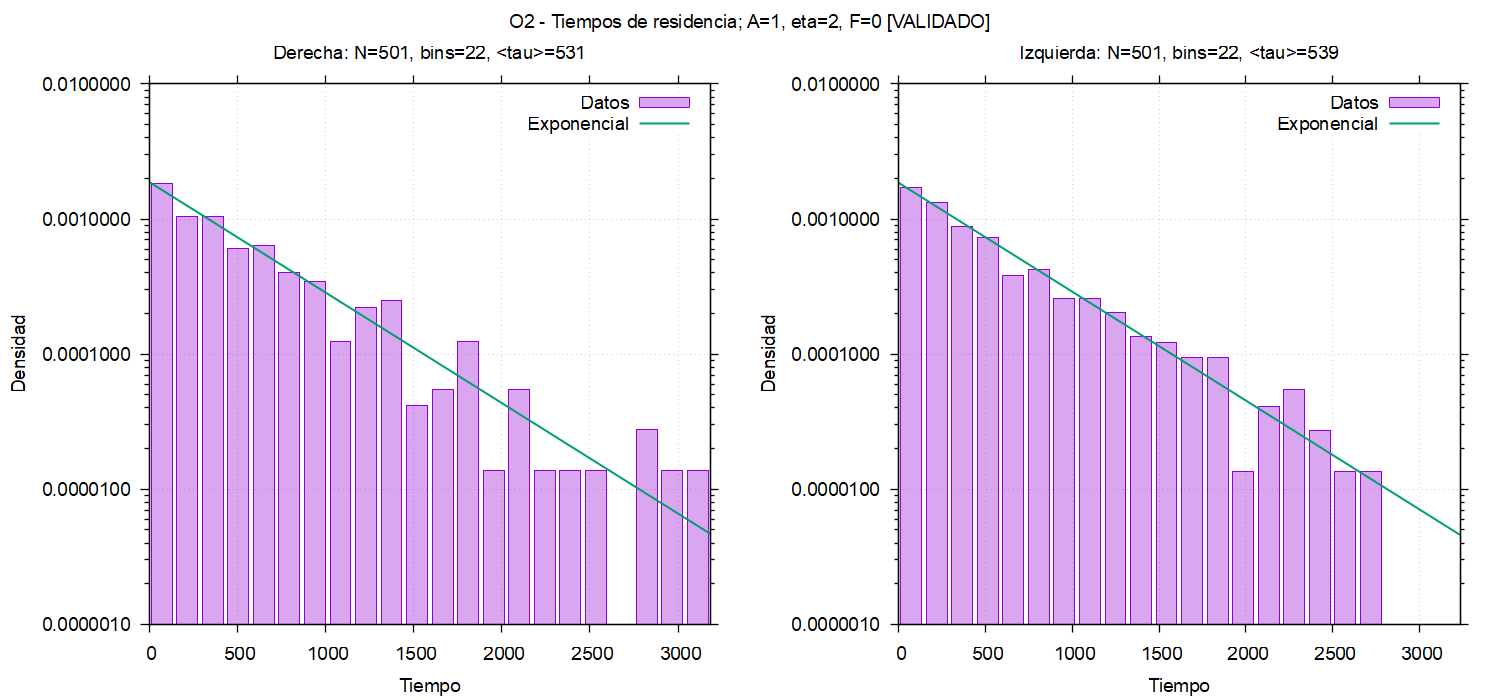 O2 - Tiempos de residencia; A=1, eta=2, F=0 [VALIDADO]
Derecha: N=501, bins=22, <tau>=531
Datos
Exponencial
0.0100000
0.0010000
0.0001000
0.0000100
0.0000010
Densidad
0 500 1000 1500 2000 2500 3000
Tiempo
Izquierda: N=501, bins=22, <tau>=539
Datos
Exponencial
0.0100000
0.0010000
0.0001000
0.0000100
0.0000010
Densidad
0 500 1000 1500 2000 2500 3000
Tiempo